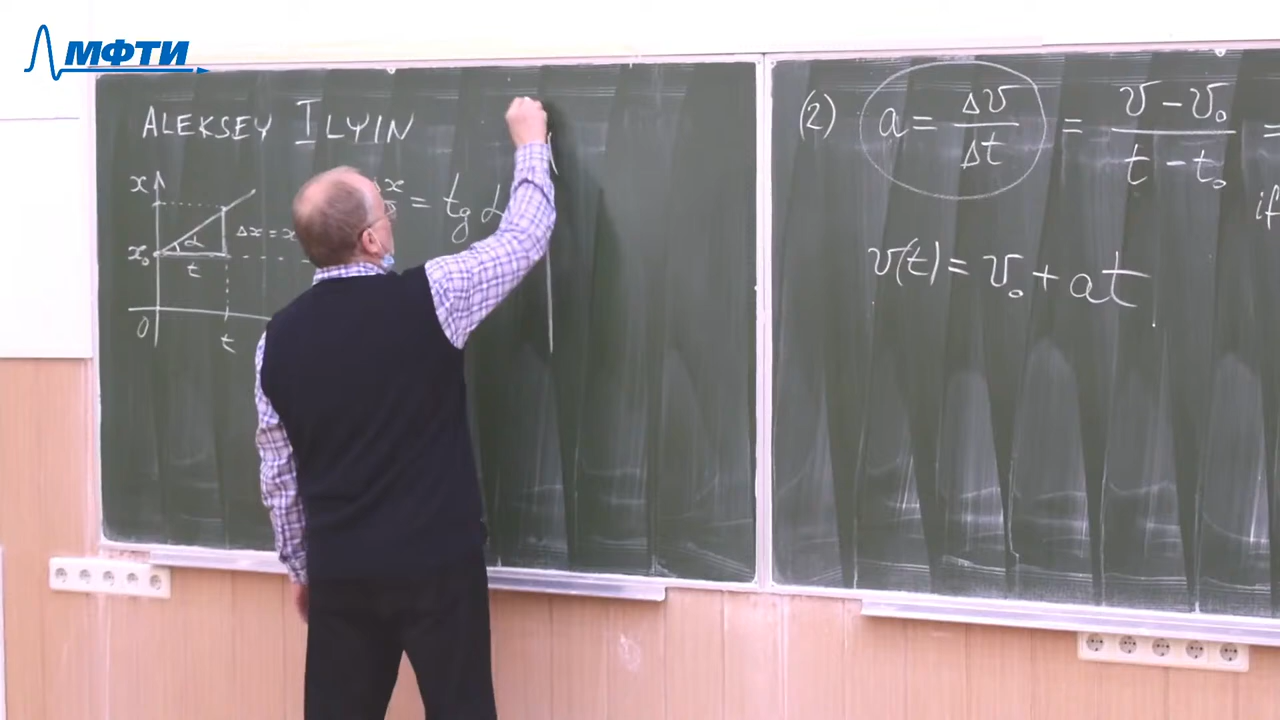 МФТИ
ALEKSEY ILYIN
x
x₀
α
t
Δx =
0
t
= tg α
(2) a = Δv/Δt = (v - v₀)/(t - t₀) =
if
v(t) = v₀ + at